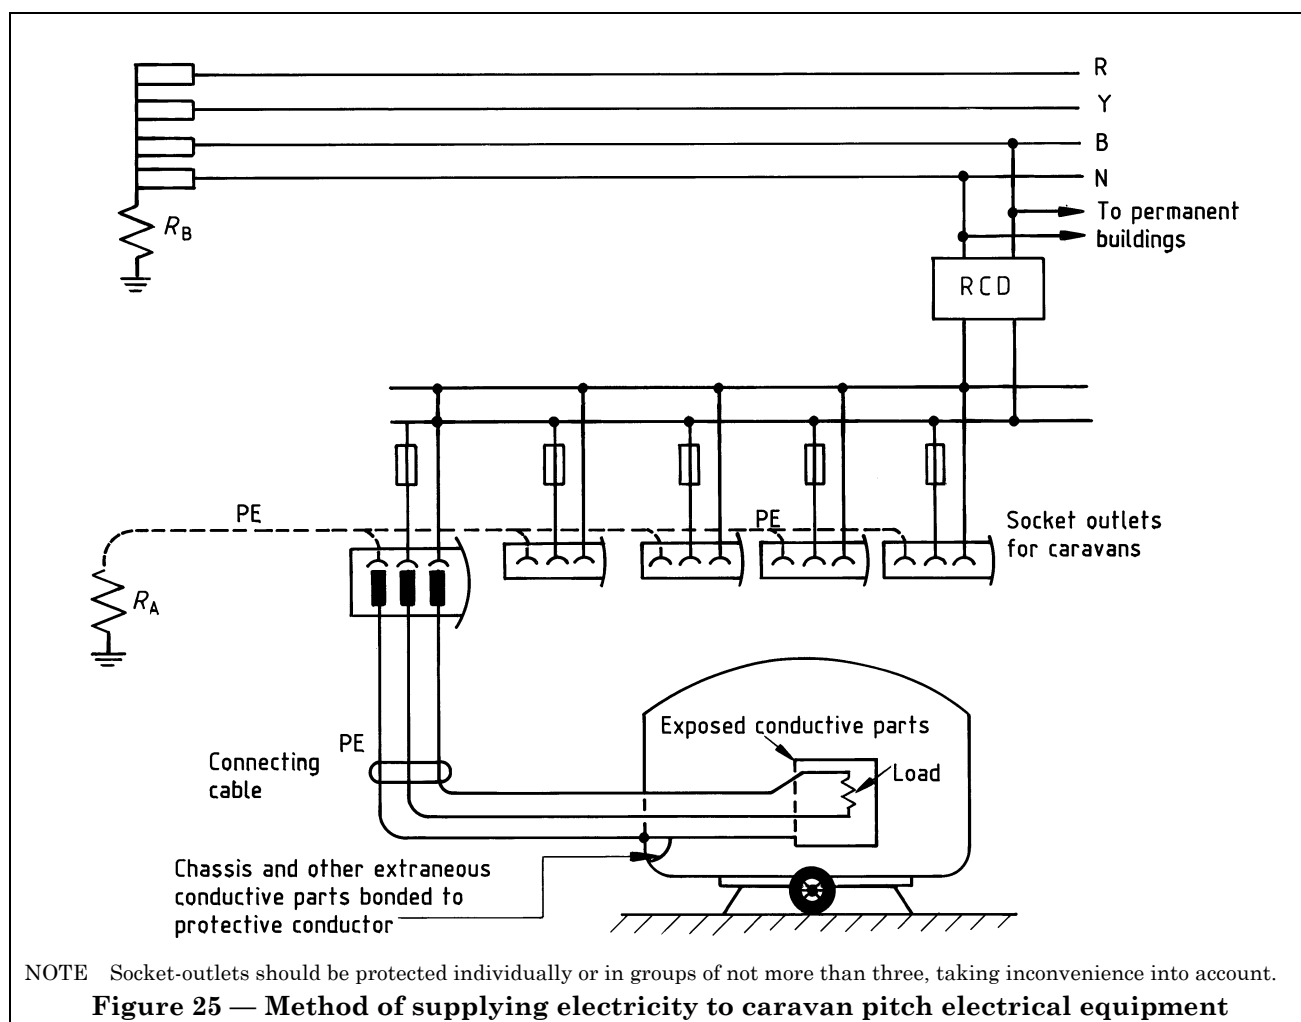 R
Y
B
N
R_B
To permanent
buildings
RCD
PE
PE
Socket outlets
for caravans
R_A
Exposed conductive parts
PE
Connecting
cable
Load
Chassis and other extraneous
conductive parts bonded to
protective conductor
NOTE Socket-outlets should be protected individually or in groups of not more than three, taking inconvenience into account.
Figure 25 — Method of supplying electricity to caravan pitch electrical equipment